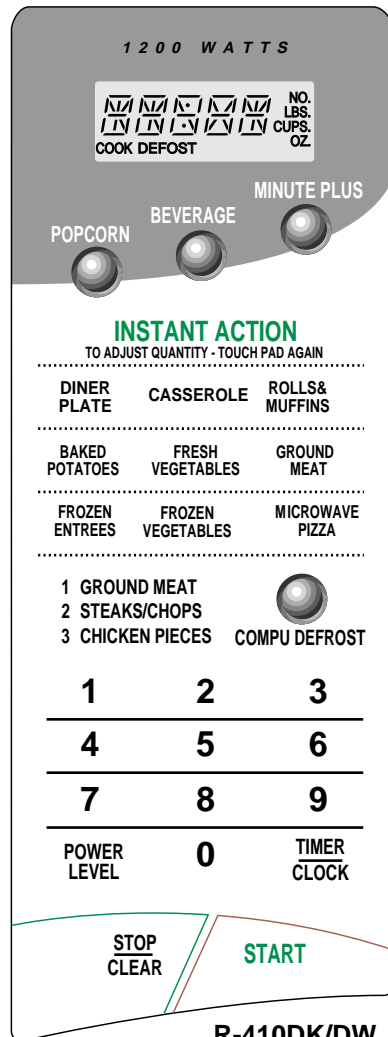 1200 WATTS
NO.
LBS.
CUPS.
OZ.
COOK DEFOST
POPCORN
BEVERAGE
MINUTE PLUS
INSTANT ACTION
TO ADJUST QUANTITY - TOUCH PAD AGAIN
DINER PLATE
CASSEROLE
ROLLS& MUFFINS
BAKED POTATOES
FRESH VEGETABLES
GROUND MEAT
FROZEN ENTREES
FROZEN VEGETABLES
MICROWAVE PIZZA
1 GROUND MEAT
2 STEAKS/CHOPS
3 CHICKEN PIECES
COMPU DEFROST
1 2 3
4 5 6
7 8 9
POWER LEVEL
0
TIMER
CLOCK
STOP
CLEAR
START
R-410DK/DW